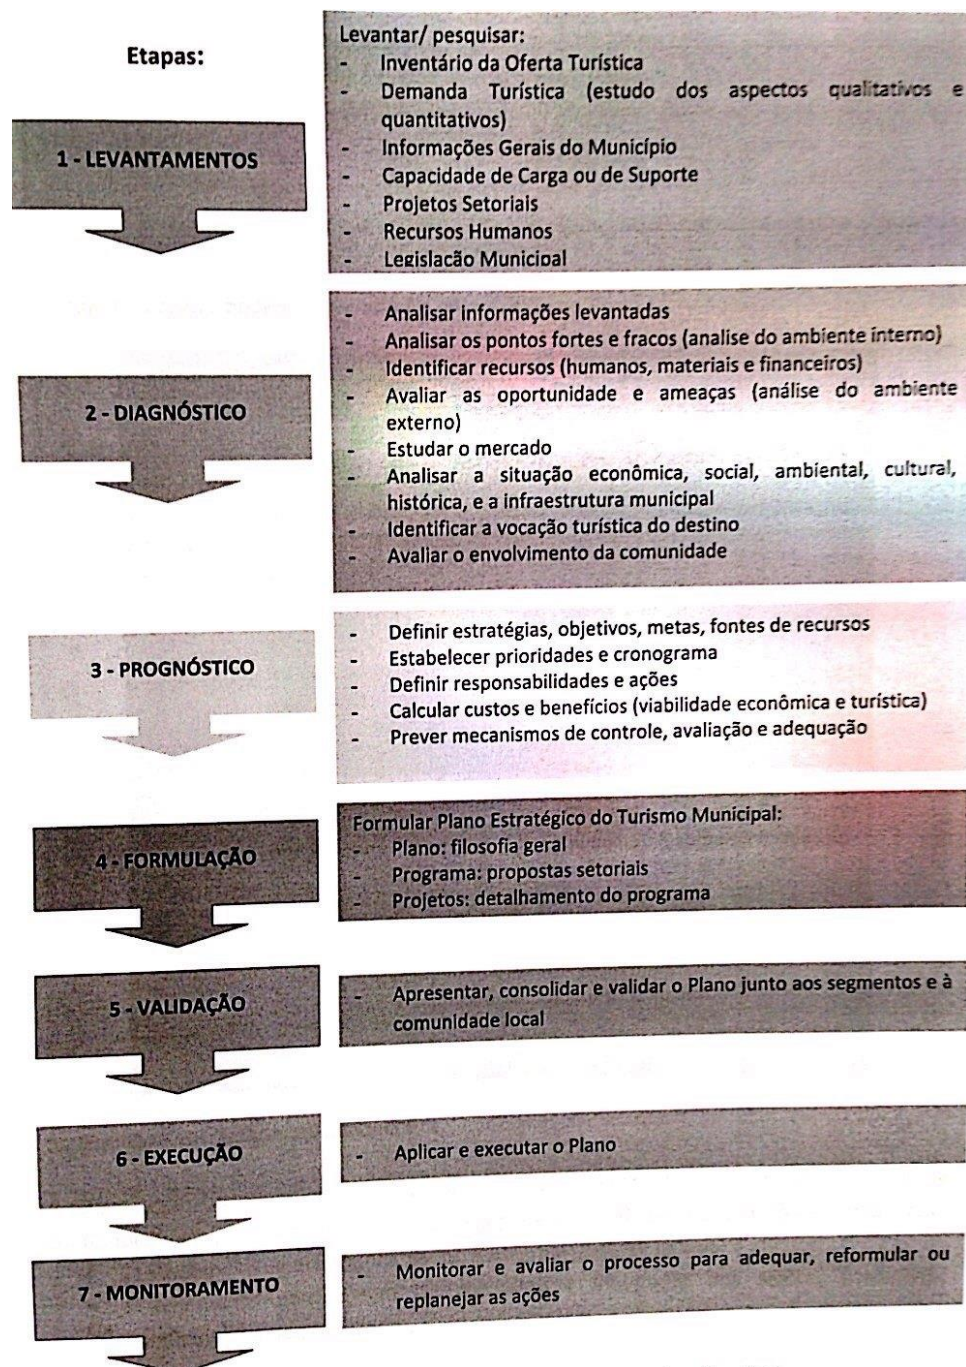 Etapas:
1 - LEVANTAMENTOS
Levantar/ pesquisar:
- Inventário da Oferta Turística
- Demanda Turística (estudo dos aspectos qualitativos e
quantitativos)
- Informações Gerais do Município
- Capacidade de Carga ou de Suporte
- Projetos Setoriais
- Recursos Humanos
- Legislação Municipal
2 - DIAGNÓSTICO
- Analisar informações levantadas
- Analisar os pontos fortes e fracos (analise do ambiente interno)
- Identificar recursos (humanos, materiais e financeiros)
- Avaliar as oportunidade e ameaças (análise do ambiente
externo)
- Estudar o mercado
- Analisar a situação econômica, social, ambiental, cultural,
histórica, e a infraestrutura municipal
- Identificar a vocação turística do destino
- Avaliar o envolvimento da comunidade
3 - PROGNÓSTICO
- Definir estratégias, objetivos, metas, fontes de recursos
- Estabelecer prioridades e cronograma
- Definir responsabilidades e ações
- Calcular custos e benefícios (viabilidade econômica e turística)
- Prever mecanismos de controle, avaliação e adequação
4 - FORMULAÇÃO
Formular Plano Estratégico do Turismo Municipal:
- Plano: filosofia geral
- Programa: propostas setoriais
- Projetos: detalhamento do programa
5 - VALIDAÇÃO
- Apresentar, consolidar e validar o Plano junto aos segmentos e à
comunidade local
6 - EXECUÇÃO
- Aplicar e executar o Plano
7 - MONITORAMENTO
- Monitorar e avaliar o processo para adequar, reformular ou
replanejar as ações